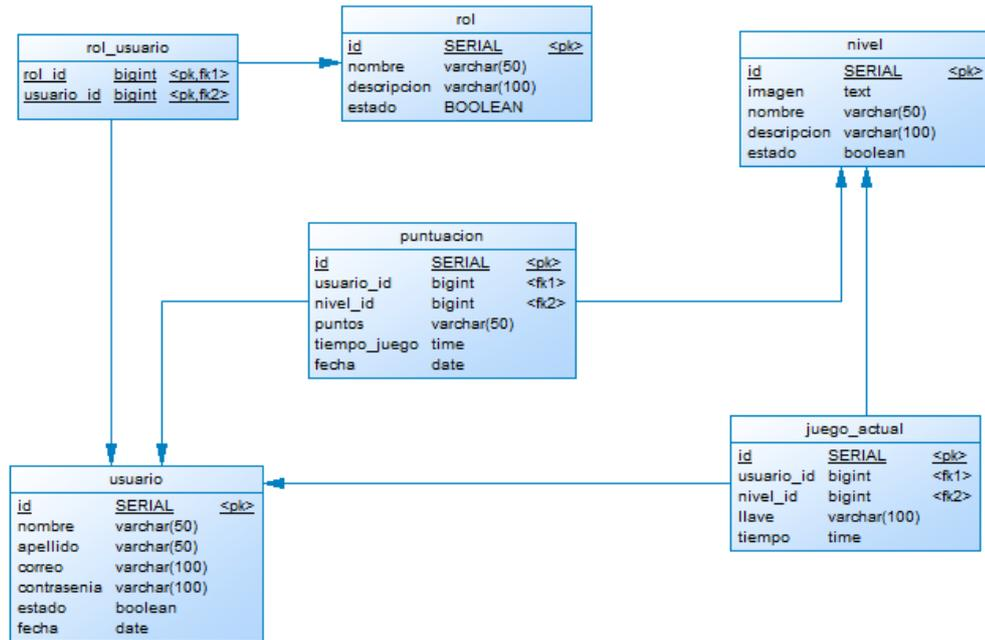 rol_usuario
rol_id bigint <pk,fk1>
usuario_id bigint <pk,fk2>
rol
id SERIAL <pk>
nombre varchar(50)
descripcion varchar(100)
estado BOOLEAN
nivel
id SERIAL <pk>
imagen text
nombre varchar(50)
descripcion varchar(100)
estado boolean
puntuacion
id SERIAL <pk>
usuario_id bigint <fk1>
nivel_id bigint <fk2>
puntos varchar(50)
tiempo_juego time
fecha date
juego_actual
id SERIAL <pk>
usuario_id bigint <fk1>
nivel_id bigint <fk2>
llave varchar(100)
tiempo time
usuario
id SERIAL <pk>
nombre varchar(50)
apellido varchar(50)
correo varchar(100)
contrasenia varchar(100)
estado boolean
fecha date